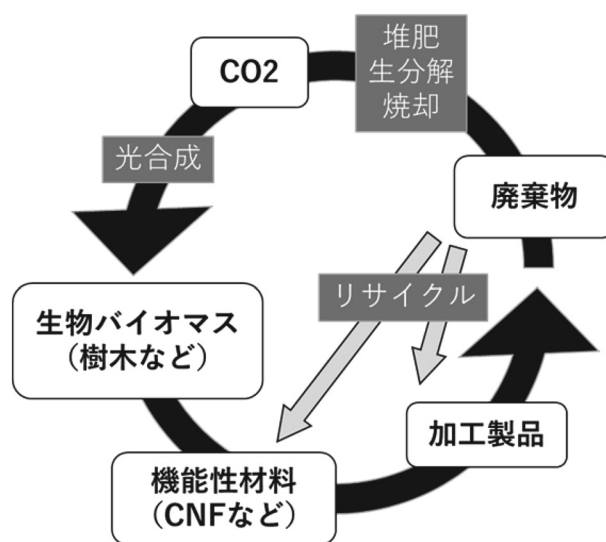 堆肥
生分解
焼却
CO2
光合成
廃棄物
リサイクル
生物バイオマス
（樹木など）
加工製品
機能性材料
（CNFなど）